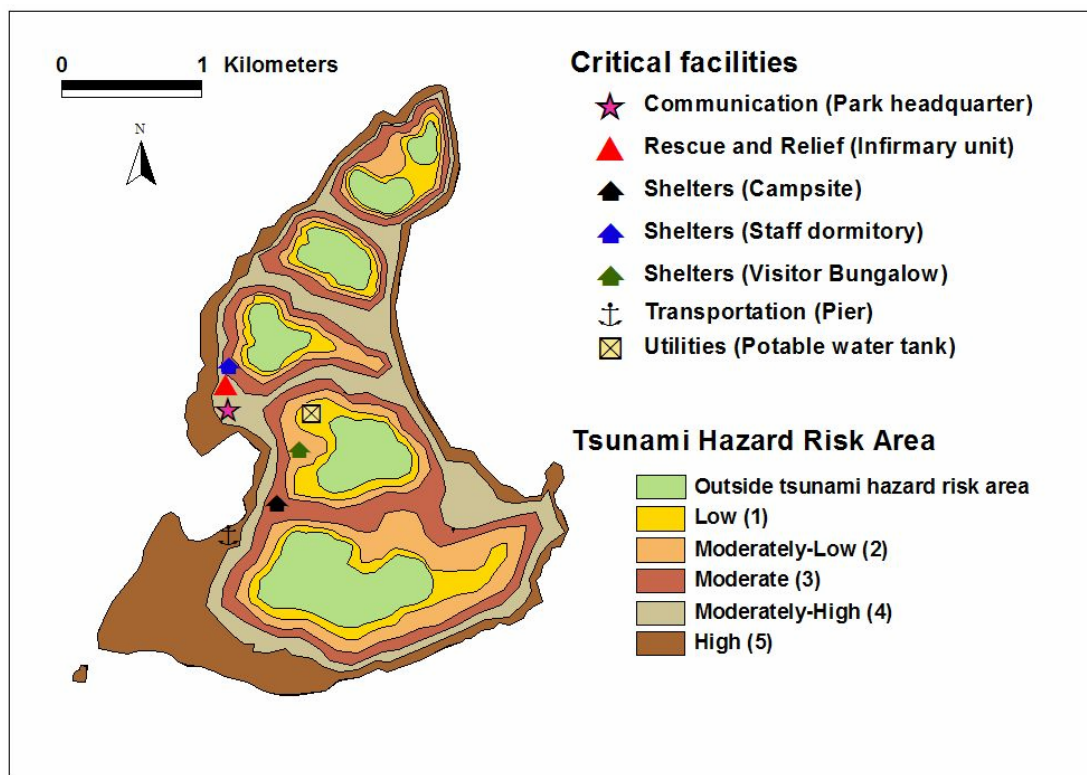 0 1 Kilometers
N
Critical facilities
Communication (Park headquarter)
Rescue and Relief (Infirmary unit)
Shelters (Campsite)
Shelters (Staff dormitory)
Shelters (Visitor Bungalow)
Transportation (Pier)
Utilities (Potable water tank)
Tsunami Hazard Risk Area
Outside tsunami hazard risk area
Low (1)
Moderately-Low (2)
Moderate (3)
Moderately-High (4)
High (5)